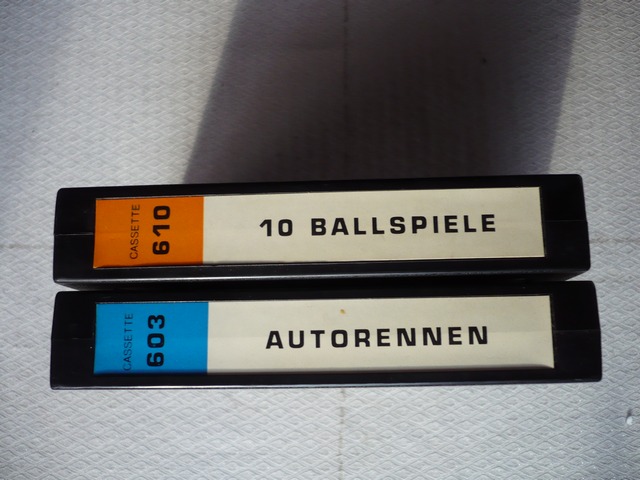 CASSETTE
610
10 BALLSPIELE
CASSETTE
603
AUTORENNEN